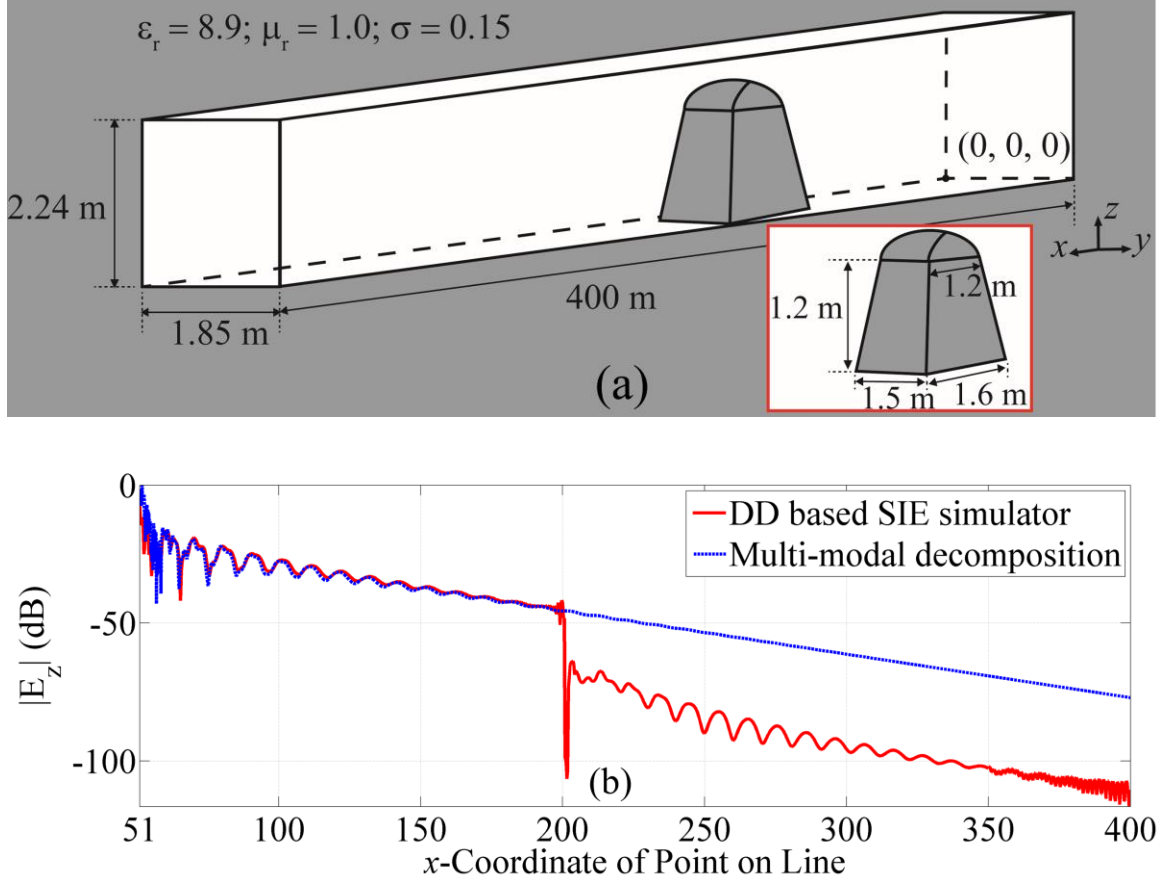 εr = 8.9; μr = 1.0; σ = 0.15
(0, 0, 0)
2.24 m
z
x
y
400 m
1.85 m
1.2 m
1.2 m
1.5 m
1.6 m
(a)
0
-50
-100
|Ez| (dB)
DD based SIE simulator
Multi-modal decomposition
(b)
51 100 150 200 250 300 350 400
x-Coordinate of Point on Line